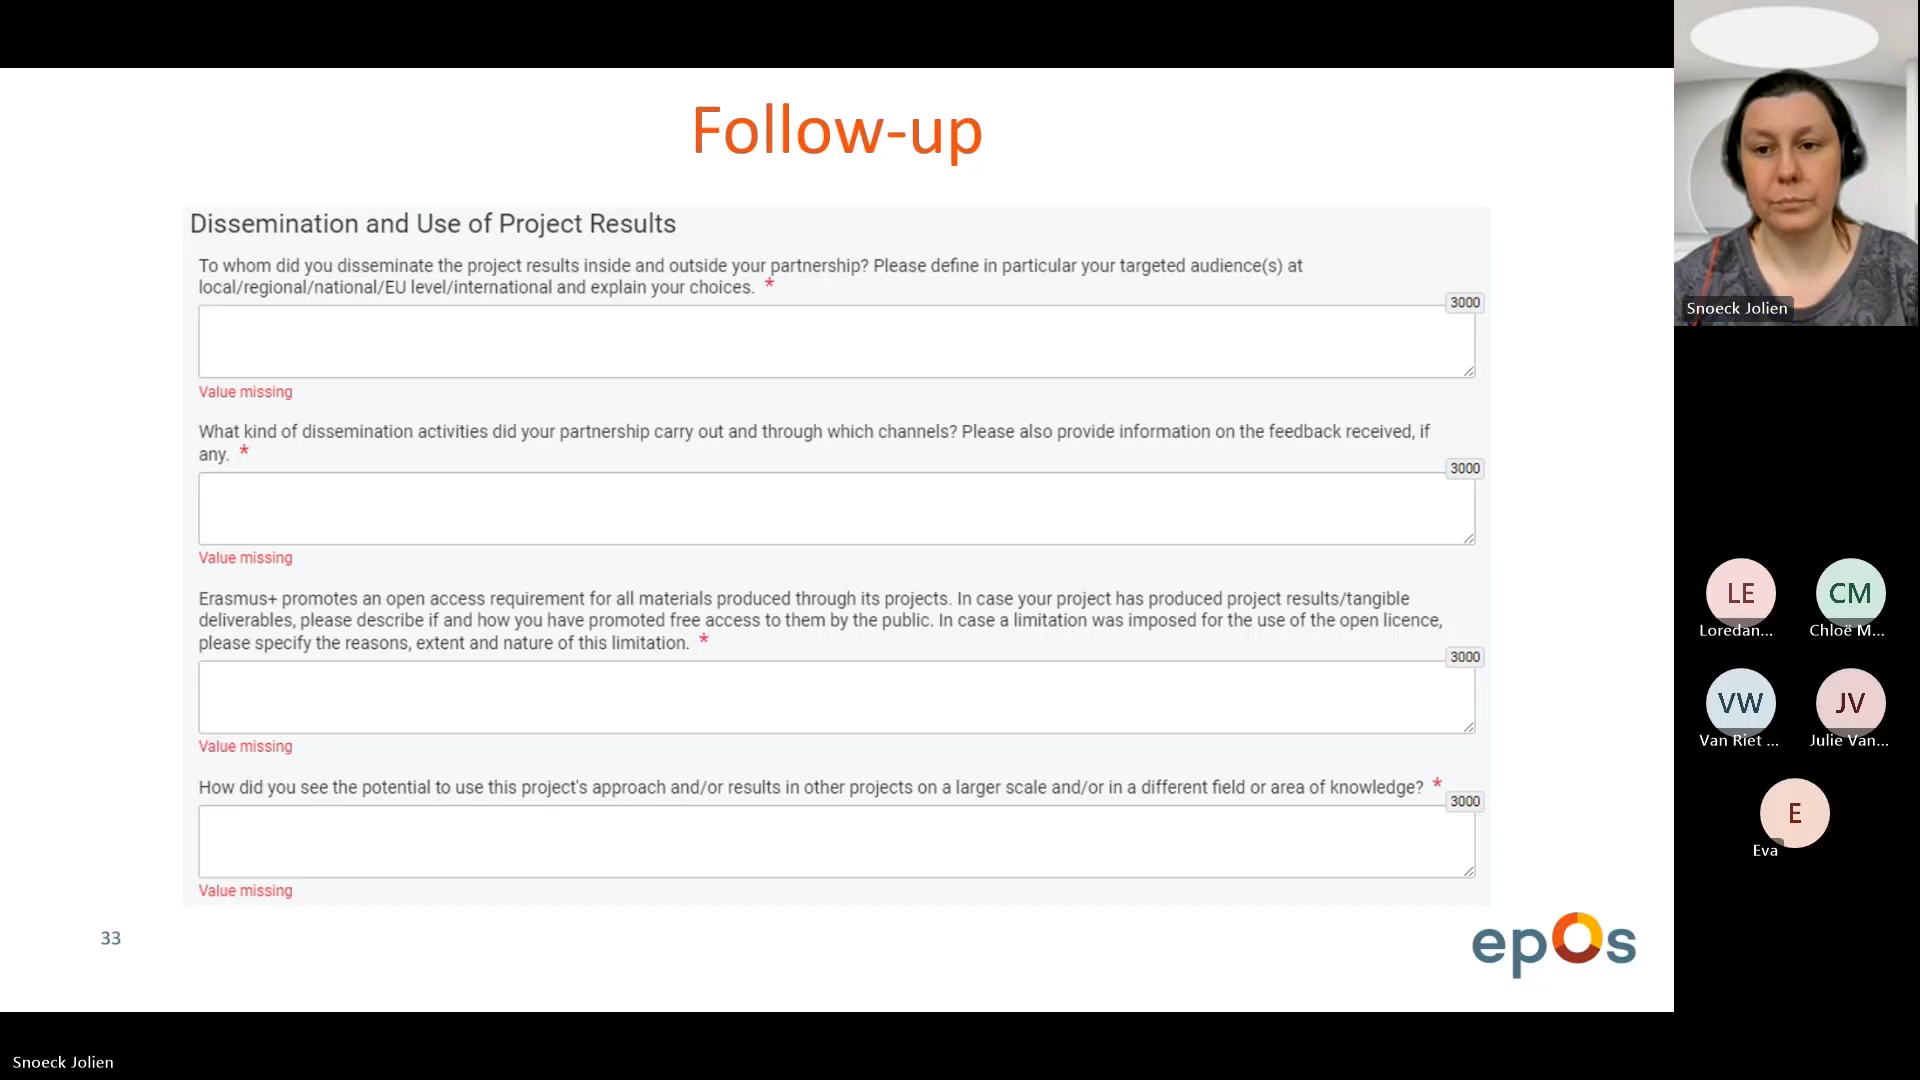 Follow-up
Dissemination and Use of Project Results
To whom did you disseminate the project results inside and outside your partnership? Please define in particular your targeted audience(s) at
local/regional/national/EU level/international and explain your choices. *
3000
Value missing
What kind of dissemination activities did your partnership carry out and through which channels? Please also provide information on the feedback received, if
any. *
3000
Value missing
Erasmus+ promotes an open access requirement for all materials produced through its projects. In case your project has produced project results/tangible
deliverables, please describe if and how you have promoted free access to them by the public. In case a limitation was imposed for the use of the open licence,
please specify the reasons, extent and nature of this limitation. *
3000
Value missing
How did you see the potential to use this project's approach and/or results in other projects on a larger scale and/or in a different field or area of knowledge? *
3000
Value missing
33
epos
Snoeck Jolien
LE
Loredan...
CM
Chloë M...
VW
Van Riet ...
JV
Julie Van...
E
Eva
Snoeck Jolien